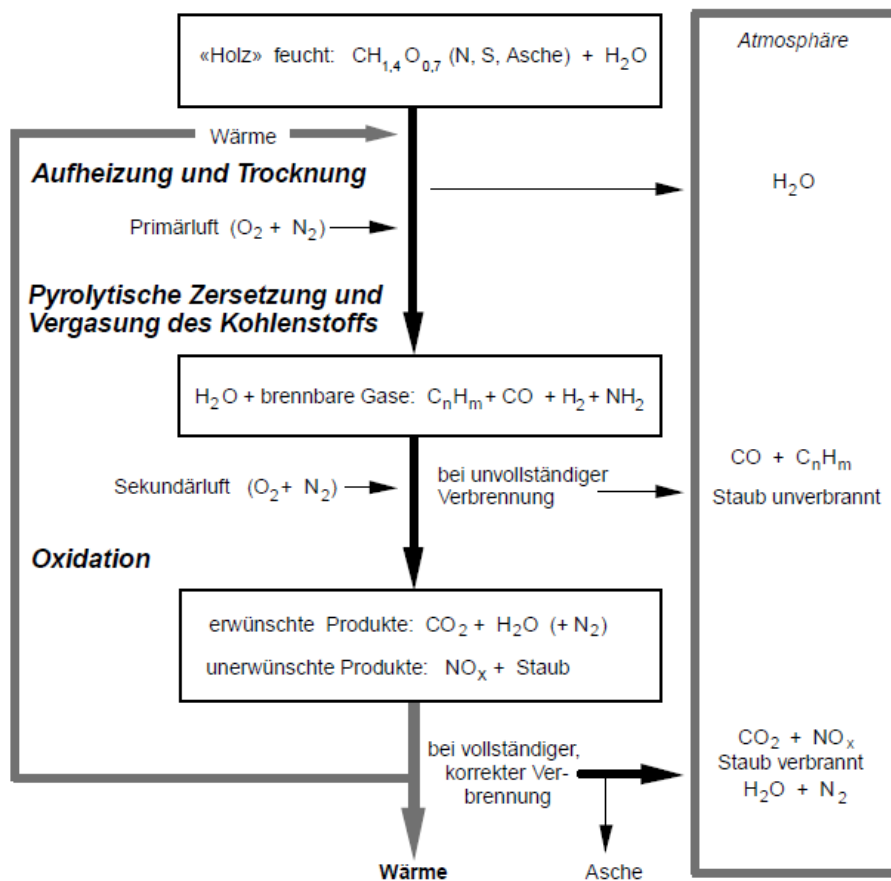 Atmosphäre
«Holz» feucht: CH1,4O0,7 (N, S, Asche) + H2O
Wärme
Aufheizung und Trocknung
H2O
Primärluft (O2 + N2)
Pyrolytische Zersetzung und
Vergasung des Kohlenstoffs
H2O + brennbare Gase: CnHm + CO + H2 + NH2
CO + CnHm
Staub unverbrannt
Sekundärluft (O2 + N2)
bei unvollständiger
Verbrennung
Oxidation
erwünschte Produkte: CO2 + H2O (+ N2)
unerwünschte Produkte: NOx + Staub
bei vollständiger,
korrekter Ver-
brennung
CO2 + NOx
Staub verbrannt
H2O + N2
Wärme
Asche